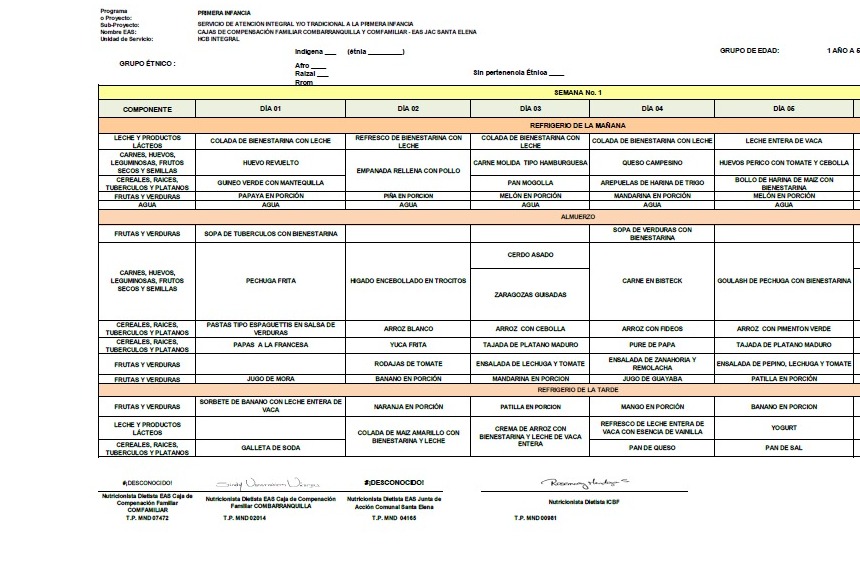 Programa
o Proyecto:
PRIMERA INFANCIA
Sub-Proyecto: SERVICIO DE ATENCIÓN INTEGRAL Y/O TRADICIONAL A LA PRIMERA INFANCIA
Nombre EAS: CAJAS DE COMPENSACIÓN FAMILIAR COMBARRANQUILLA Y COMFAMILIAR - EAS JAC SANTA ELENA
Unidad de Servicio: HCB INTEGRAL
Indígena ___ (étnia _________)
GRUPO DE EDAD: 1 AÑO A 5
GRUPO ÉTNICO :
Afro ____
Raizal ___
Sin pertenencia Étnica ____
Rrom
SEMANA No. 1
COMPONENTE DÍA 01 DÍA 02 DÍA 03 DÍA 04 DÍA 05
REFRIGERIO DE LA MAÑANA
LECHE Y PRODUCTOS LÁCTEOS COLADA DE BIENESTARINA CON LECHE REFRESCO DE BIENESTARINA CON LECHE COLADA DE BIENESTARINA CON LECHE COLADA DE BIENESTARINA CON LECHE LECHE ENTERA DE VACA
CARNES, HUEVOS, LEGUMINOSAS, FRUTOS SECOS Y SEMILLAS HUEVO REVUELTO EMPANADA RELLENA CON POLLO CARNE MOLIDA TIPO HAMBURGUESA QUESO CAMPESINO HUEVOS PERICO CON TOMATE Y CEBOLLA
CEREALES, RAICES, TUBERCULOS Y PLATANOS GUINEO VERDE CON MANTEQUILLA PAN MOGOLLA AREPUELAS DE HARINA DE TRIGO BOLLO DE HARINA DE MAIZ CON BIENESTARINA
FRUTAS Y VERDURAS PAPAYA EN PORCIÓN PIÑA EN PORCION MELÓN EN PORCIÓN MANDARINA EN PORCIÓN MELÓN EN PORCIÓN
AGUA AGUA AGUA AGUA AGUA AGUA
ALMUERZO
FRUTAS Y VERDURAS SOPA DE TUBERCULOS CON BIENESTARINA SOPA DE VERDURAS CON BIENESTARINA
CARNES, HUEVOS, LEGUMINOSAS, FRUTOS SECOS Y SEMILLAS PECHUGA FRITA HIGADO ENCEBOLLADO EN TROCITOS CERDO ASADO ZARAGOZAS GUISADAS CARNE EN BISTECK GOULASH DE PECHUGA CON BIENESTARINA
CEREALES, RAICES, TUBERCULOS Y PLATANOS PASTAS TIPO ESPAGUETTIS EN SALSA DE VERDURAS ARROZ BLANCO ARROZ CON CEBOLLA ARROZ CON FIDEOS ARROZ CON PIMENTON VERDE
CEREALES, RAICES, TUBERCULOS Y PLATANOS PAPAS A LA FRANCESA YUCA FRITA TAJADA DE PLATANO MADURO PURE DE PAPA TAJADA DE PLATANO MADURO
FRUTAS Y VERDURAS RODAJAS DE TOMATE ENSALADA DE LECHUGA Y TOMATE ENSALADA DE ZANAHORIA Y REMOLACHA ENSALADA DE PEPINO, LECHUGA Y TOMATE
FRUTAS Y VERDURAS JUGO DE MORA BANANO EN PORCIÓN MANDARINA EN PORCION JUGO DE GUAYABA PATILLA EN PORCIÓN
REFRIGERIO DE LA TARDE
FRUTAS Y VERDURAS SORBETE DE BANANO CON LECHE ENTERA DE VACA NARANJA EN PORCIÓN PATILLA EN PORCION MANGO EN PORCIÓN BANANO EN PORCIÓN
LECHE Y PRODUCTOS LÁCTEOS COLADA DE MAIZ AMARILLO CON BIENESTARINA Y LECHE CREMA DE ARROZ CON BIENESTARINA Y LECHE DE VACA ENTERA REFRESCO DE LECHE ENTERA DE VACA CON ESENCIA DE VAINILLA YOGURT
CEREALES, RAICES, TUBERCULOS Y PLATANOS GALLETA DE SODA PAN DE QUESO PAN DE SAL
#¡DESCONOCIDO! #¡DESCONOCIDO!
Nutricionista Dietista EAS Caja de Compensación Familiar COMFAMILIAR
Nutricionista Dietista EAS Caja de Compensación Familiar COMBARRANQUILLA
Nutricionista Dietista EAS Junta de Acción Comunal Santa Elena
Nutricionista Dietista ICBF
T.P. MND 07472 T.P. MND 02014 T.P. MND 04165 T.P. MND 00981